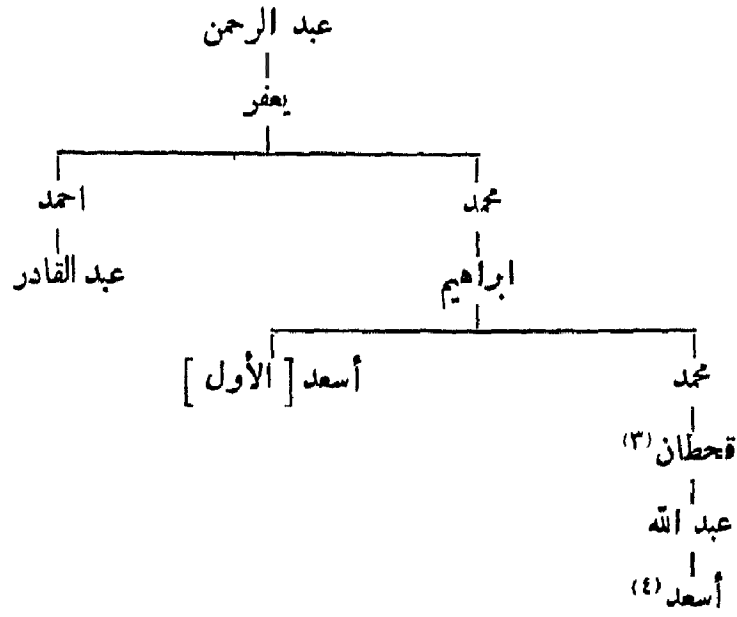 عبد الرحمن
يعفر
محمد
احمد
ابراهيم
عبد القادر
محمد
أسعد [ الأول ]
قحطان (٣)
عبد الله
أسعد (٤)